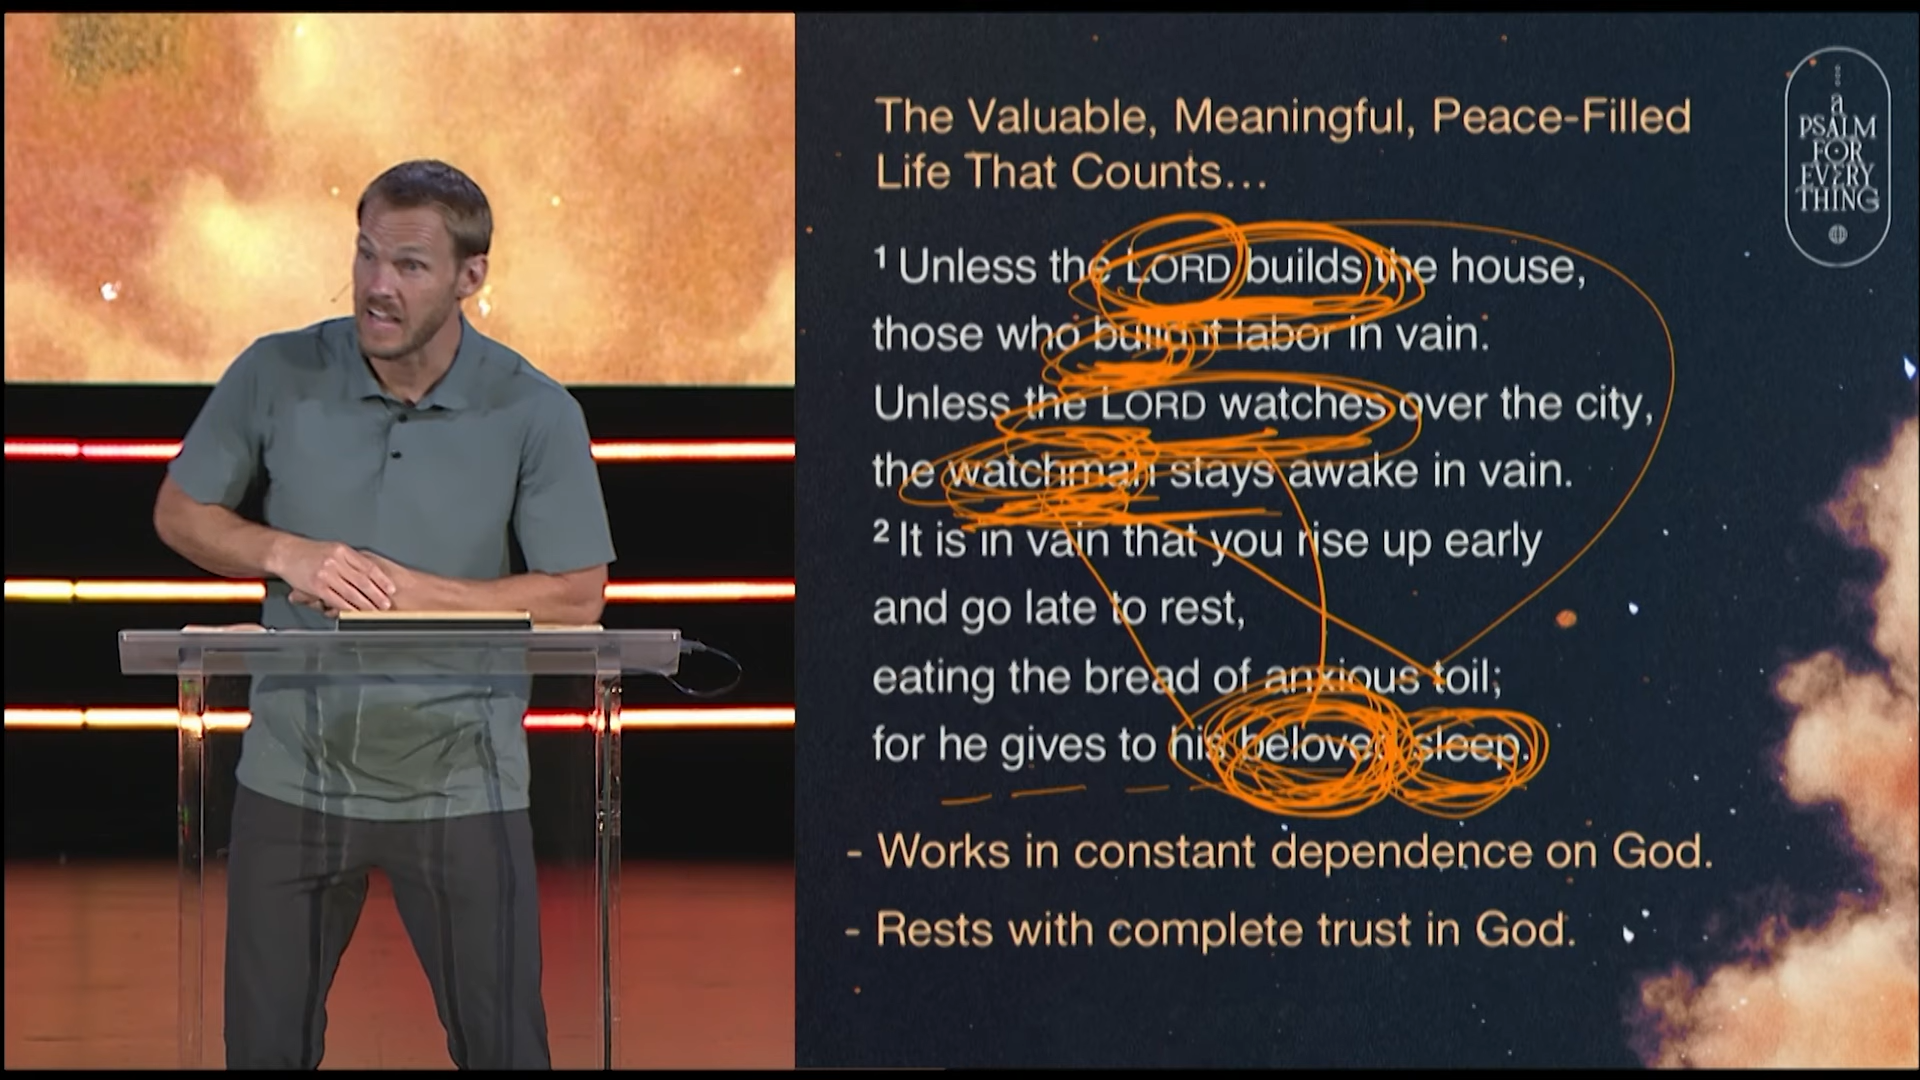 The Valuable, Meaningful, Peace-Filled
Life That Counts...
1 Unless the LORD builds the house,
those who build it labor in vain.
Unless the LORD watches over the city,
the watchman stays awake in vain.
2 It is in vain that you rise up early
and go late to rest,
eating the bread of anxious toil;
for he gives to his beloved sleep.
- Works in constant dependence on God.
- Rests with complete trust in God.
a
PSALM
FOR
EVERY
THING